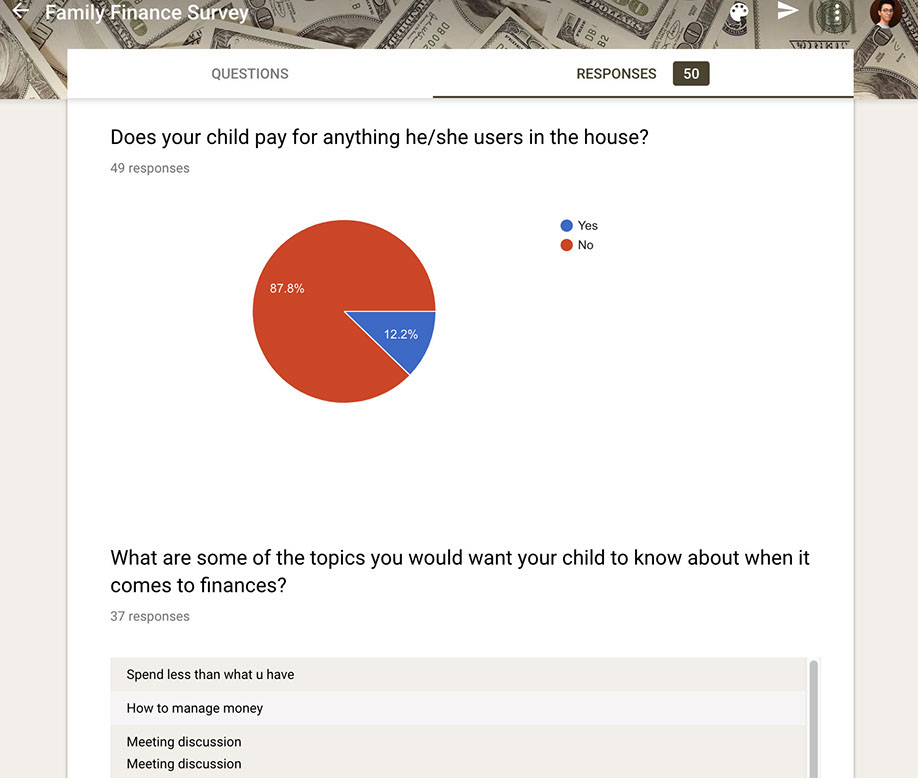 Family Finance Survey
QUESTIONS
RESPONSES 50
Does your child pay for anything he/she users in the house?
49 responses
Yes
No
87.8%
12.2%
What are some of the topics you would want your child to know about when it
comes to finances?
37 responses
Spend less than what u have
How to manage money
Meeting discussion
Meeting discussion